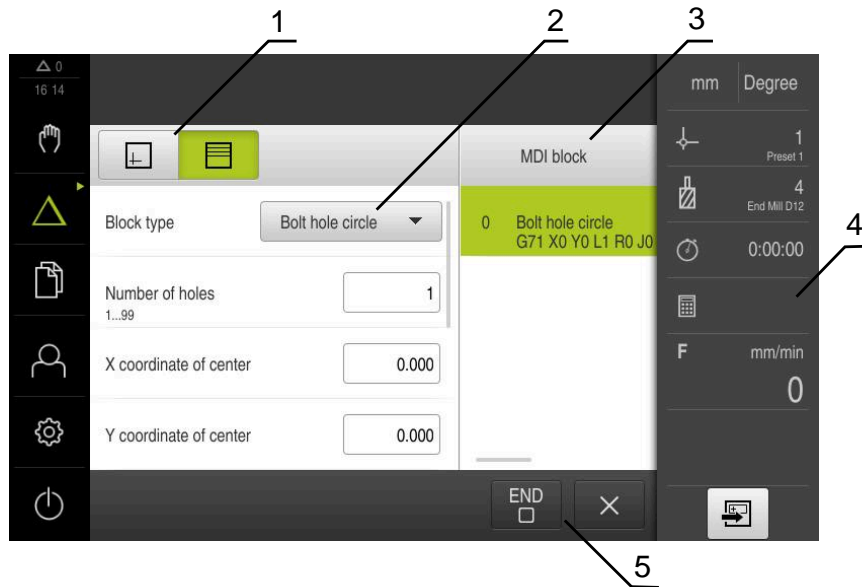 1
2
3
0
16 14
mm Degree
1
Preset 1
MDI block
4
End Mill D12
Block type
Bolt hole circle
0 Bolt hole circle
G71 X0 Y0 L1 R0 J0
4
0:00:00
Number of holes
1...99
1
F mm/min
0
X coordinate of center
0.000
Y coordinate of center
0.000
END
5